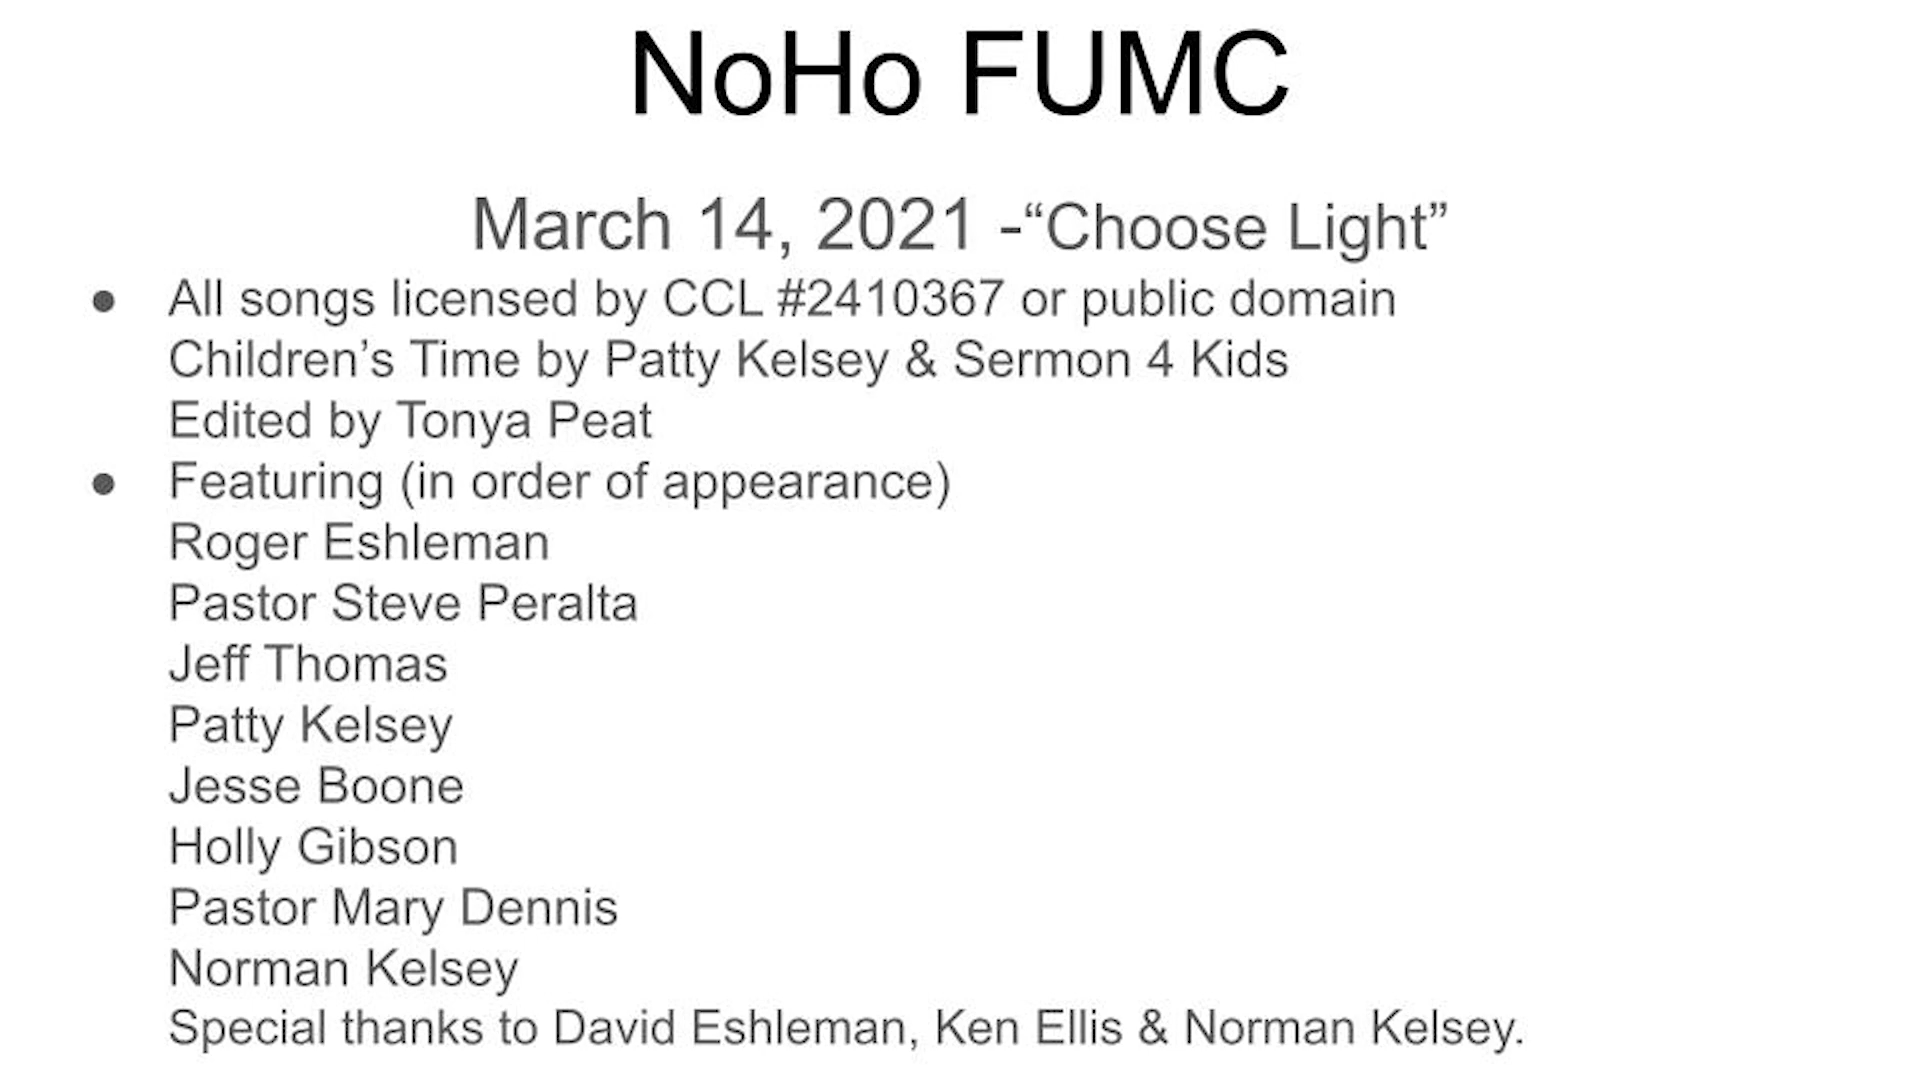 NoHo FUMC
March 14, 2021 -“Choose Light”
● All songs licensed by CCL #2410367 or public domain
Children’s Time by Patty Kelsey & Sermon 4 Kids
Edited by Tonya Peat
● Featuring (in order of appearance)
Roger Eshleman
Pastor Steve Peralta
Jeff Thomas
Patty Kelsey
Jesse Boone
Holly Gibson
Pastor Mary Dennis
Norman Kelsey
Special thanks to David Eshleman, Ken Ellis & Norman Kelsey.